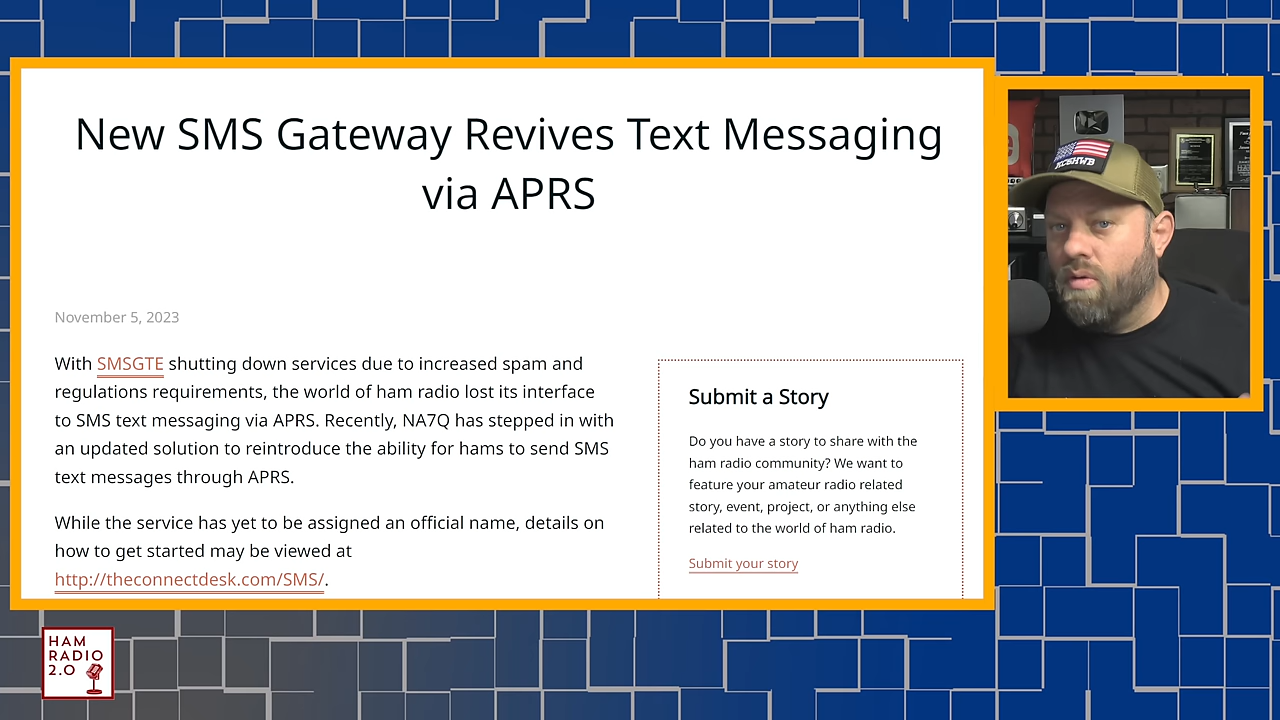 New SMS Gateway Revives Text Messaging
via APRS
November 5, 2023
With SMSGTE shutting down services due to increased spam and
regulations requirements, the world of ham radio lost its interface
to SMS text messaging via APRS. Recently, NA7Q has stepped in with
an updated solution to reintroduce the ability for hams to send SMS
text messages through APRS.
While the service has yet to be assigned an official name, details on
how to get started may be viewed at
http://theconnectdesk.com/SMS/.
Submit a Story
Do you have a story to share with the
ham radio community? We want to
feature your amateur radio related
story, event, project, or anything else
related to the world of ham radio.
Submit your story
KC5HWB
HAM
RADIO
2.0